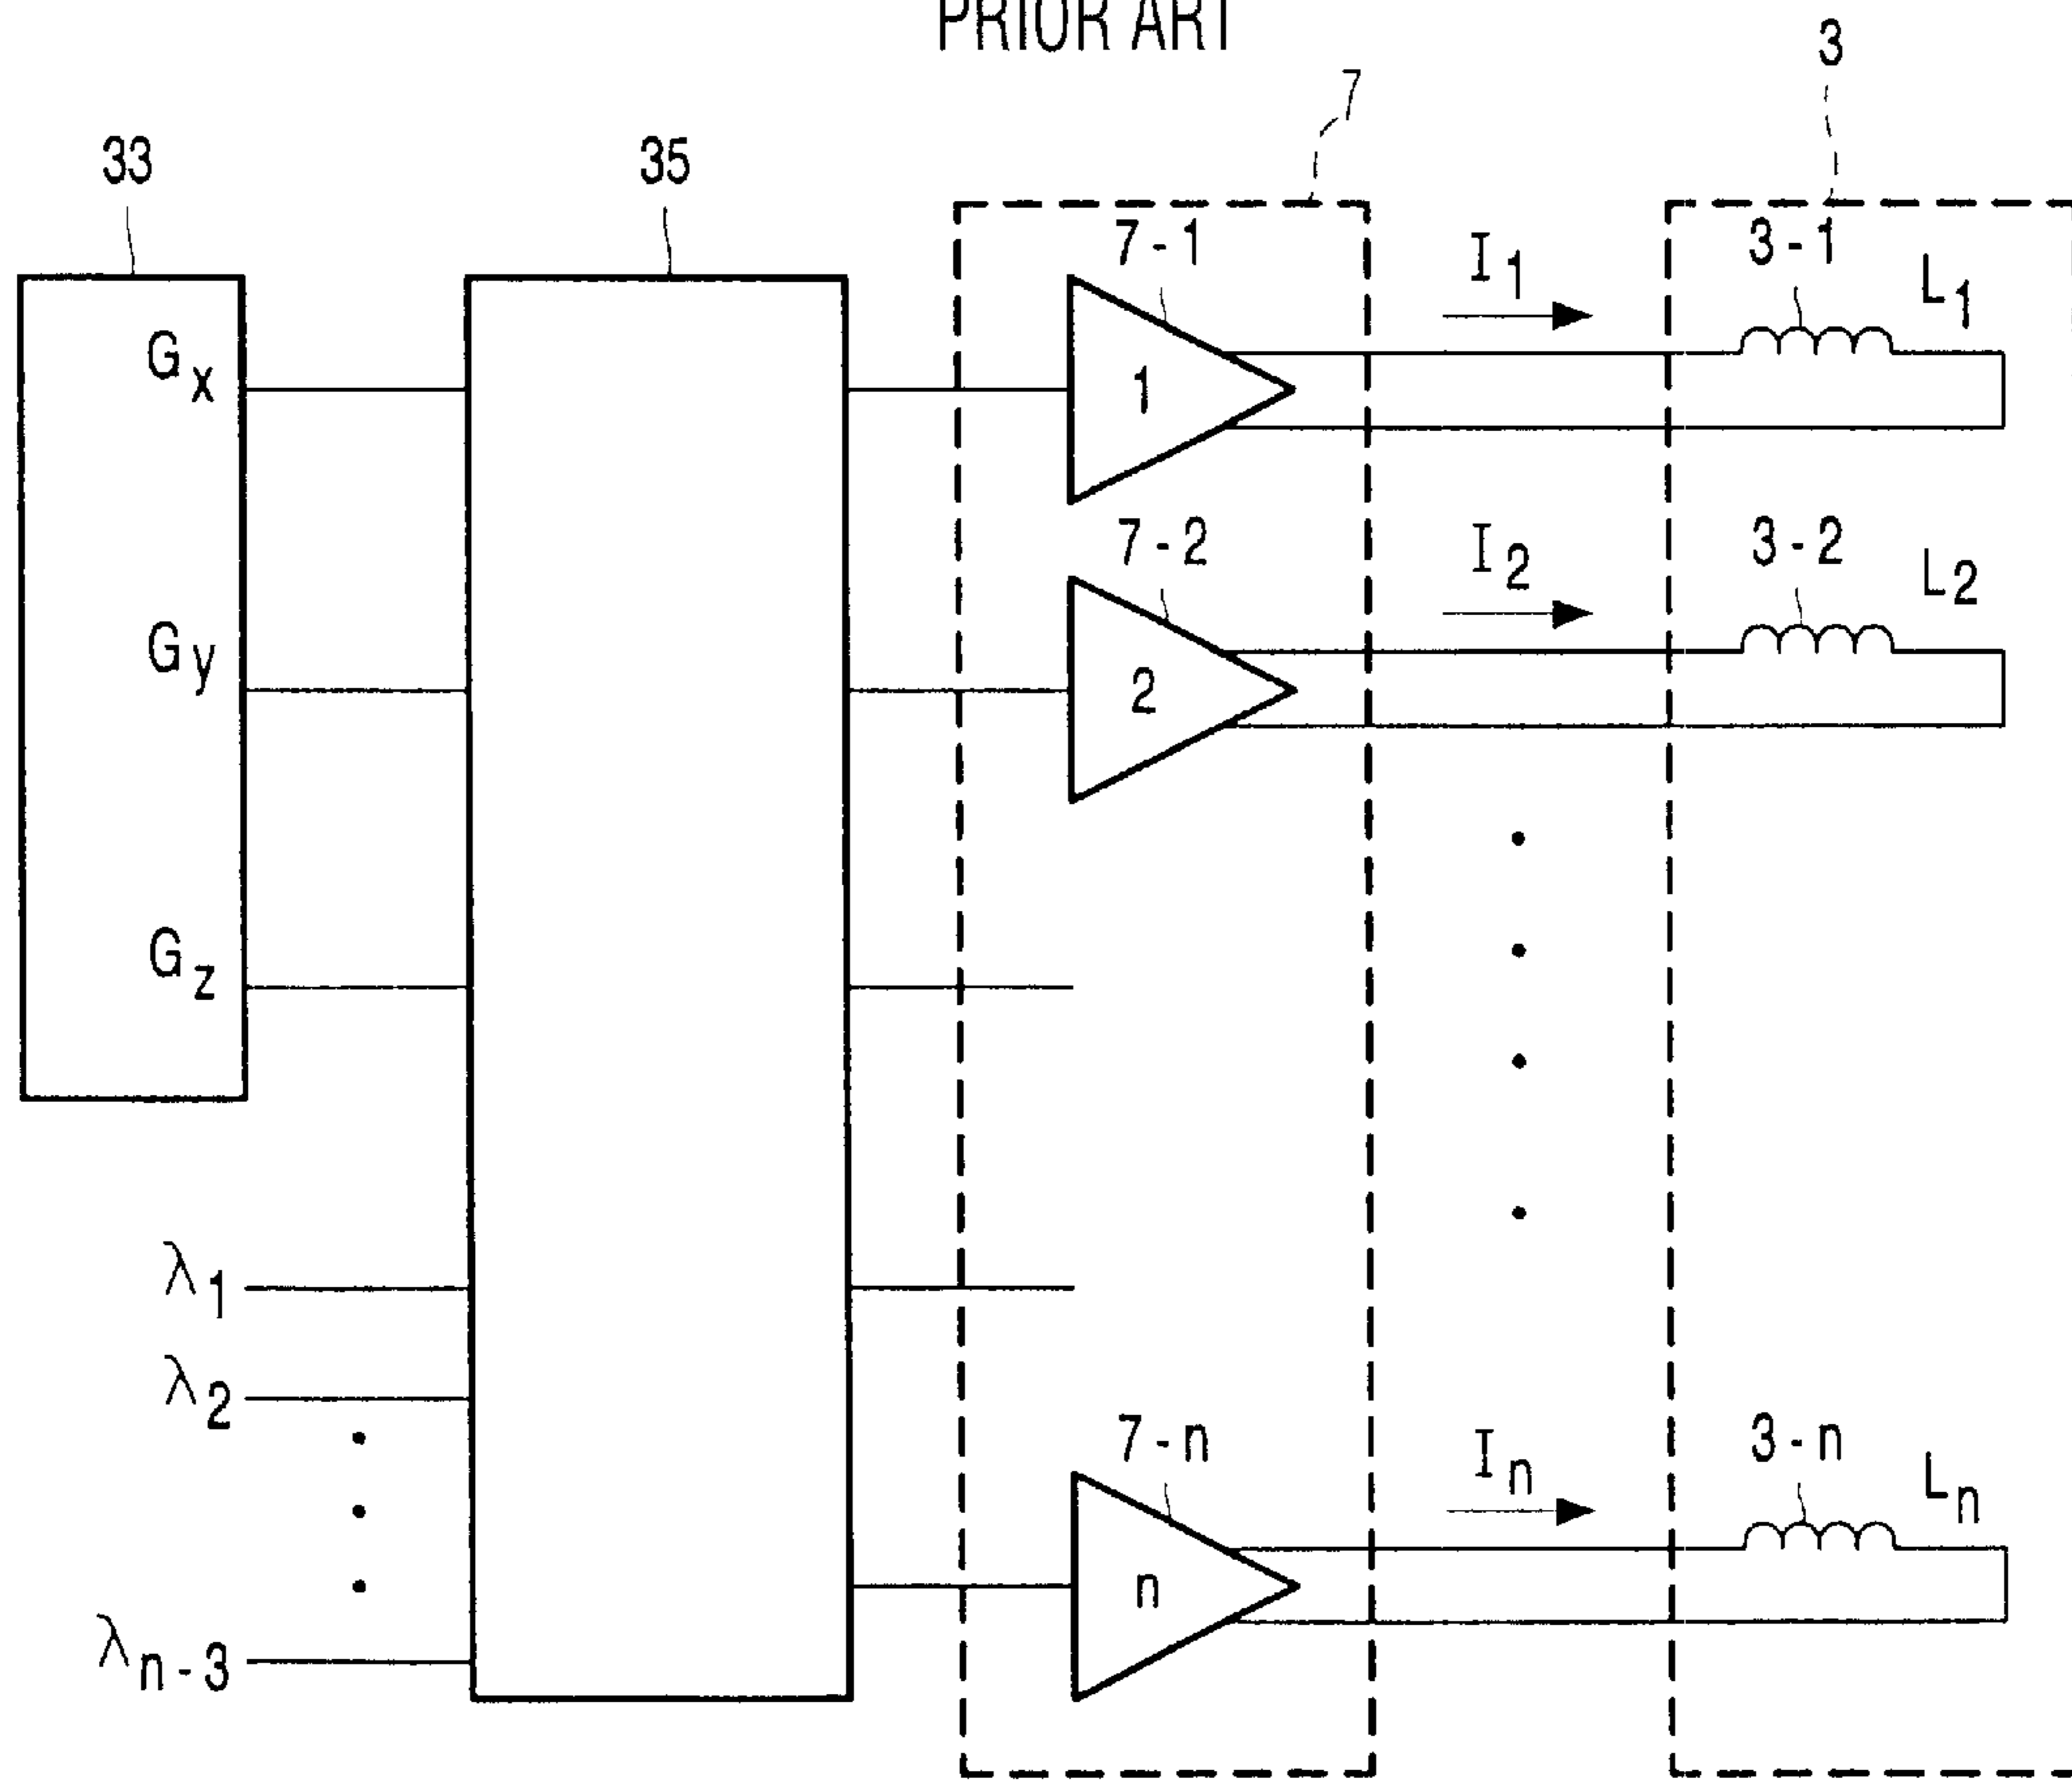 PRIOR ART
3
7
33
35
7-1
I1
3-1
L1
Gx
1
7-2
I2
3-2
L2
Gy
2
Gz
λ1
λ2
7-n
In
3-n
Ln
n
λn-3